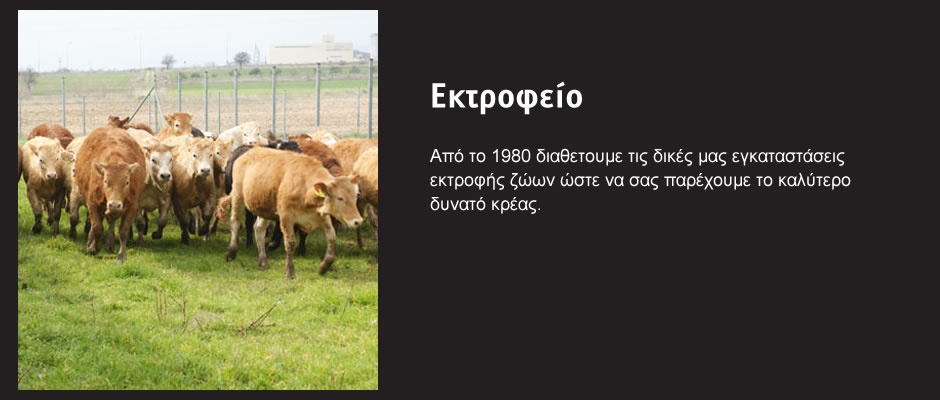 Εκτροφείο
Από το 1980 διαθετουμε τις δικές μας εγκαταστάσεις
εκτροφής ζώων ώστε να σας παρέχουμε το καλύτερο
δυνατό κρέας.